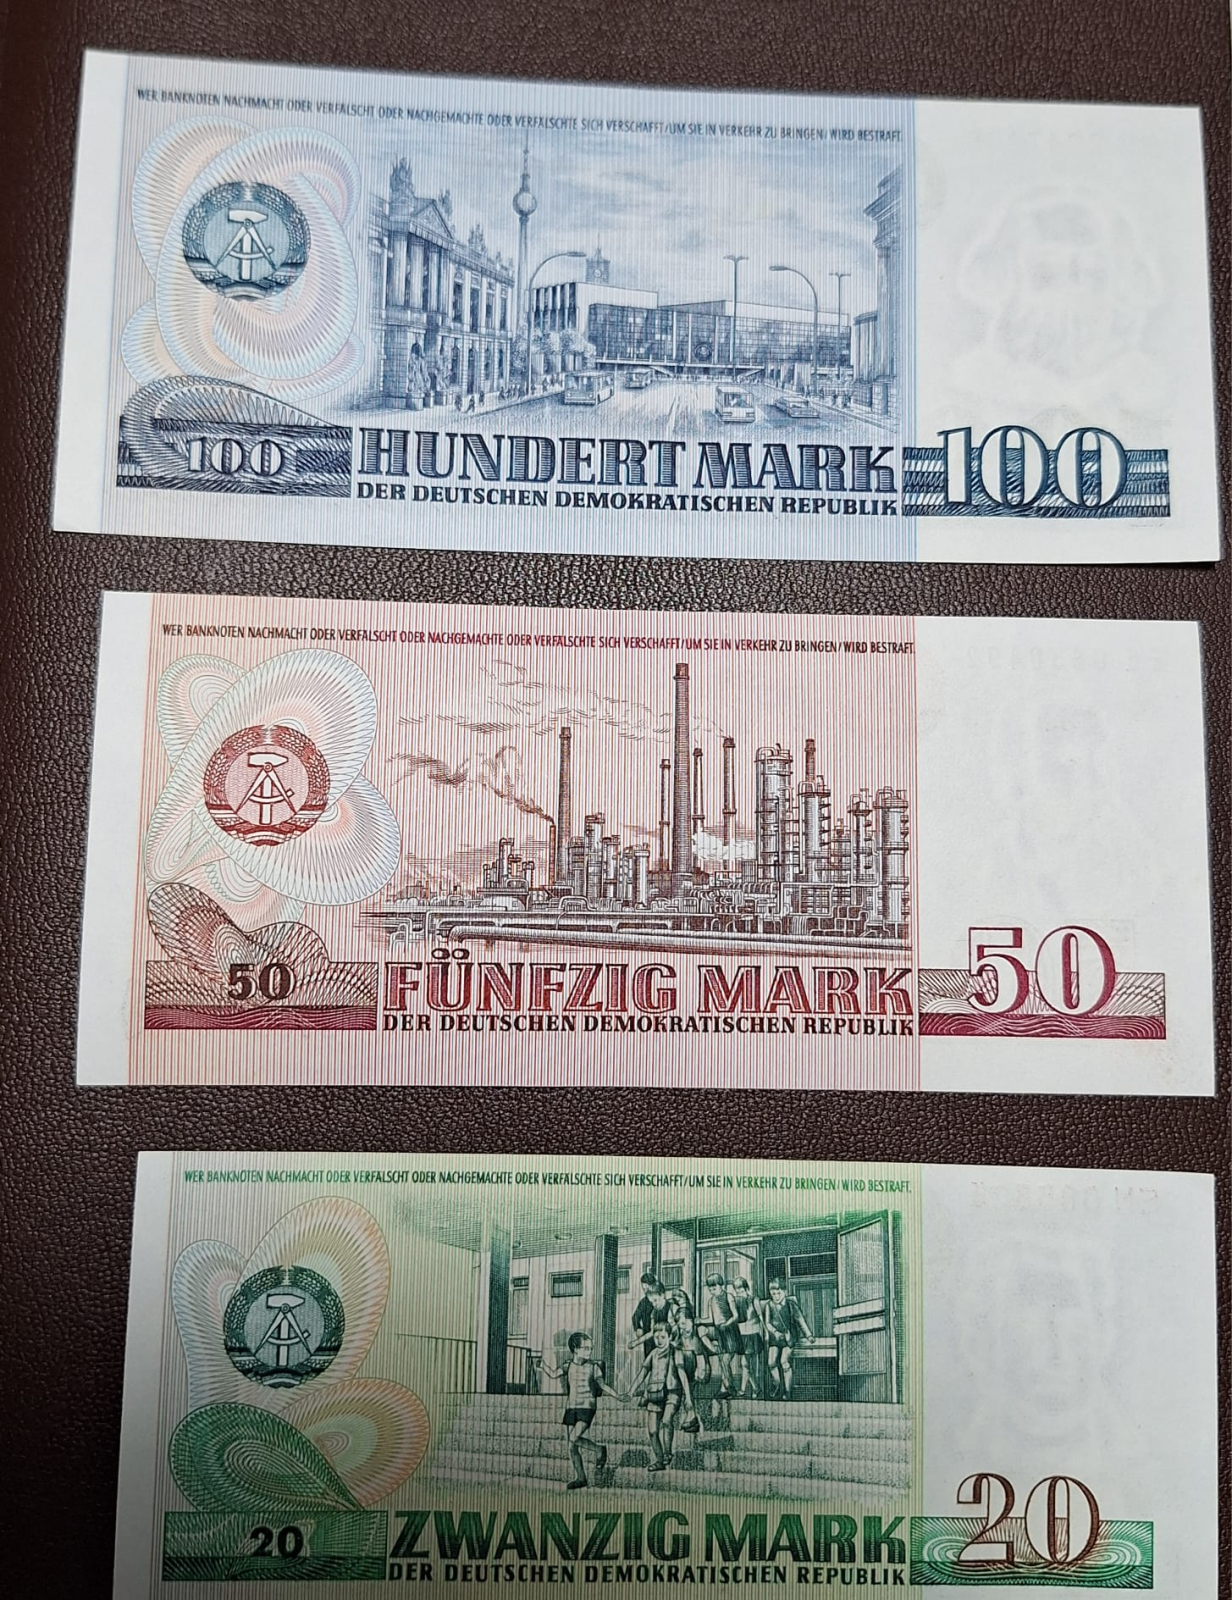 WER BANKNOTEN NACHMACHT ODER VERFÄLSCHT ODER NACHGEMACHTE ODER VERFÄLSCHTE SICH VERSCHAFFT/UM SIE IN VERKEHR ZU BRINGEN/WIRD BESTRAFT.
100 HUNDERT MARK 100
DER DEUTSCHEN DEMOKRATISCHEN REPUBLIK
WER BANKNOTEN NACHMACHT ODER VERFÄLSCHT ODER NACHGEMACHTE ODER VERFÄLSCHTE SICH VERSCHAFFT/UM SIE IN VERKEHR ZU BRINGEN/WIRD BESTRAFT.
50 FÜNFZIG MARK 50
DER DEUTSCHEN DEMOKRATISCHEN REPUBLIK
WER BANKNOTEN NACHMACHT ODER VERFÄLSCHT ODER NACHGEMACHTE ODER VERFÄLSCHTE SICH VERSCHAFFT/UM SIE IN VERKEHR ZU BRINGEN/WIRD BESTRAFT.
20 ZWANZIG MARK 20
DER DEUTSCHEN DEMOKRATISCHEN REPUBLIK